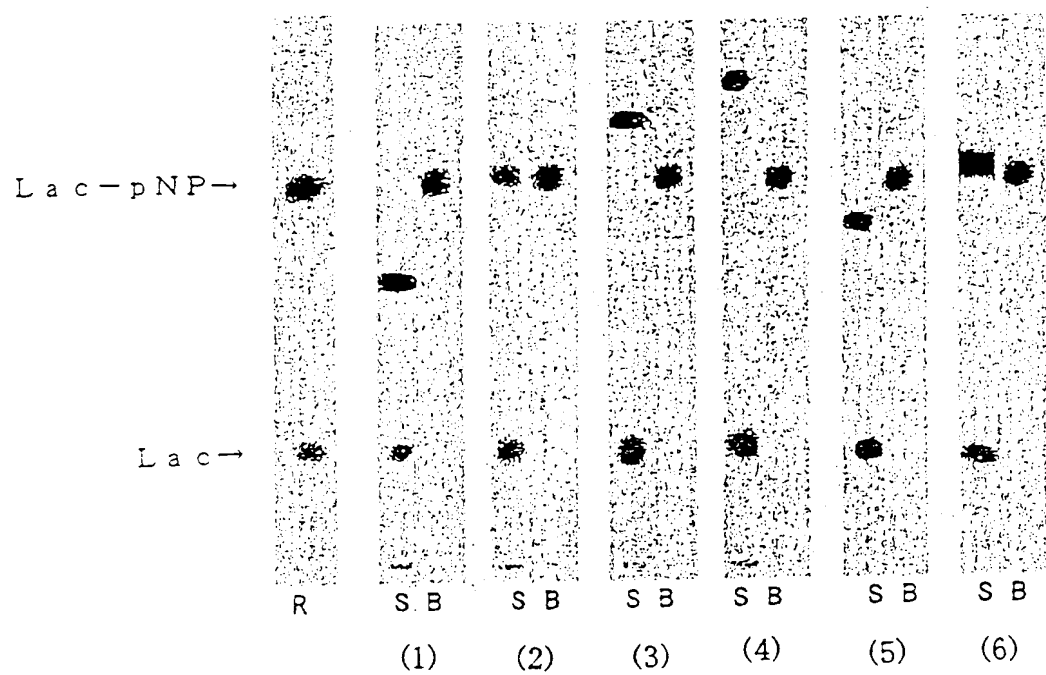 Lac-pNP→
Lac→
R S. B S B S B S B S B S B
(1) (2) (3) (4) (5) (6)